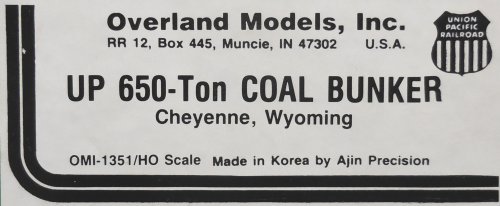 Overland Models, Inc.
RR 12, Box 445, Muncie, IN 47302 U.S.A.
UNION
PACIFIC
RAILROAD
UP 650-Ton COAL BUNKER
Cheyenne, Wyoming
OMI-1351/HO Scale Made in Korea by Ajin Precision